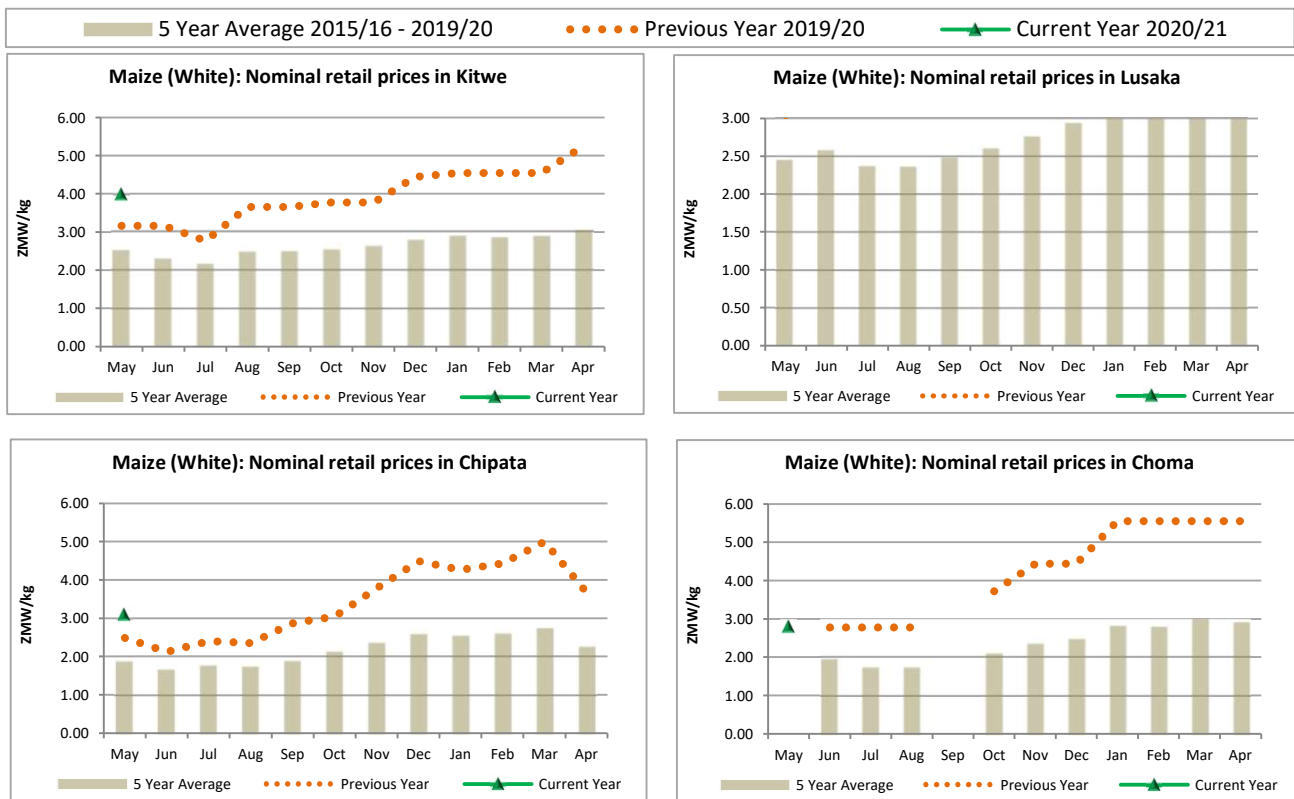 5 Year Average 2015/16 - 2019/20 Previous Year 2019/20 Current Year 2020/21
Maize (White): Nominal retail prices in Kitwe
ZMW/kg
6.00
5.00
4.00
3.00
2.00
1.00
0.00
May Jun Jul Aug Sep Oct Nov Dec Jan Feb Mar Apr
5 Year Average Previous Year Current Year
Maize (White): Nominal retail prices in Lusaka
ZMW/kg
3.00
2.50
2.00
1.50
1.00
0.50
0.00
May Jun Jul Aug Sep Oct Nov Dec Jan Feb Mar Apr
5 Year Average Previous Year Current Year
Maize (White): Nominal retail prices in Chipata
ZMW/kg
6.00
5.00
4.00
3.00
2.00
1.00
0.00
May Jun Jul Aug Sep Oct Nov Dec Jan Feb Mar Apr
5 Year Average Previous Year Current Year
Maize (White): Nominal retail prices in Choma
ZMW/kg
6.00
5.00
4.00
3.00
2.00
1.00
0.00
May Jun Jul Aug Sep Oct Nov Dec Jan Feb Mar Apr
5 Year Average Previous Year Current Year